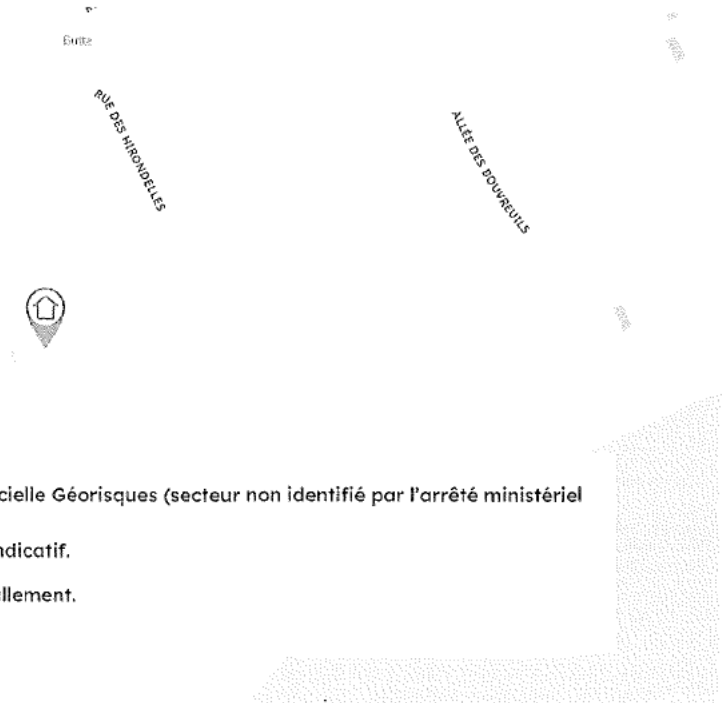 RUE DES HIRONDELLES
ALLÉE DES BOUVREUILS
cielle Géorisques (secteur non identifié par l'arrêté ministériel
ndicatif.
llement.